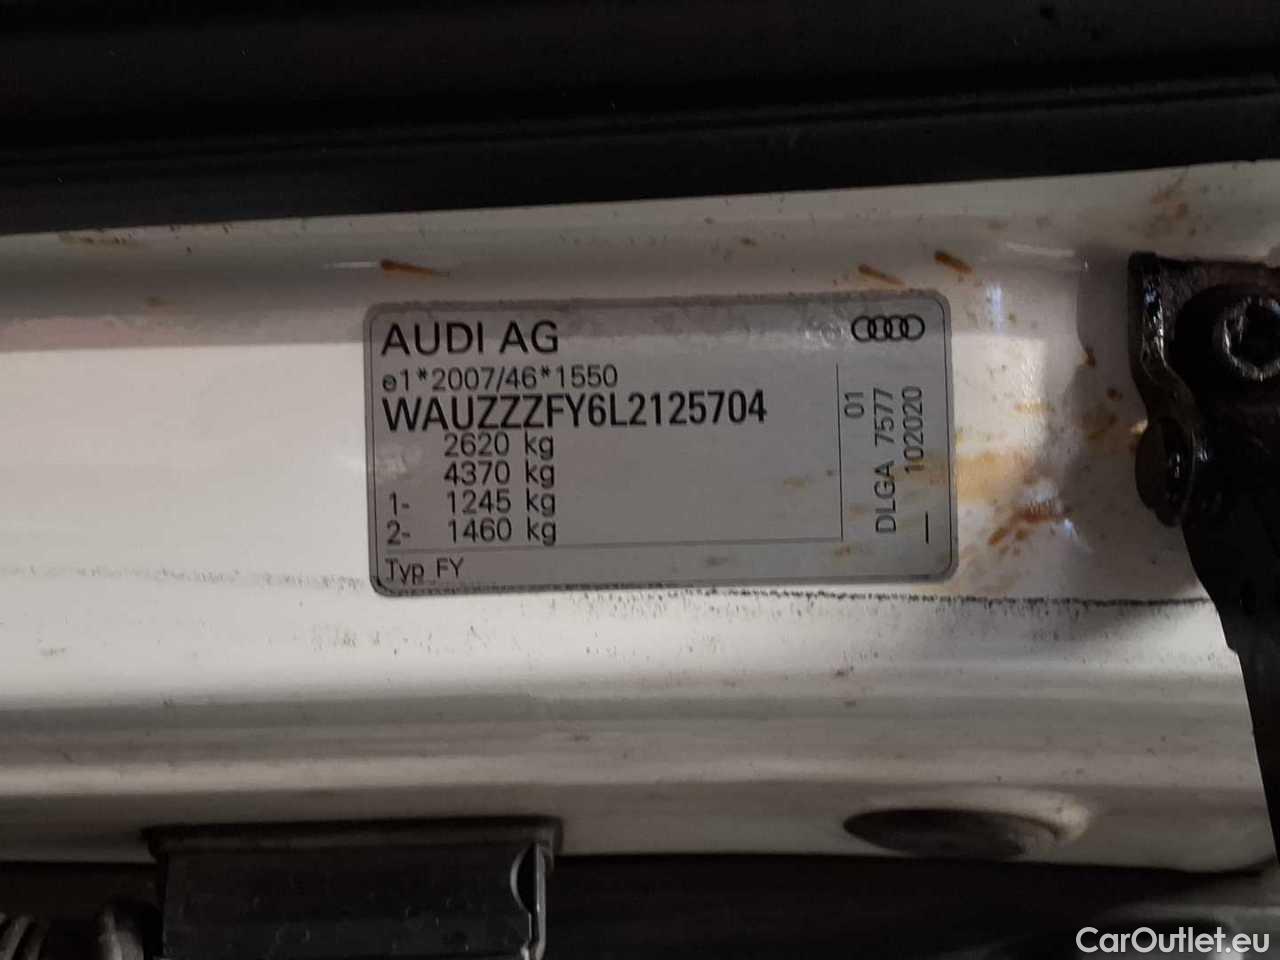 AUDI AG
e1*2007/46*1550
WAUZZZFY6L2125704
2620 kg
4370 kg
1- 1245 kg
2- 1460 kg
Typ FY
01
DLGA 7577
— 102020
CarOutlet.eu